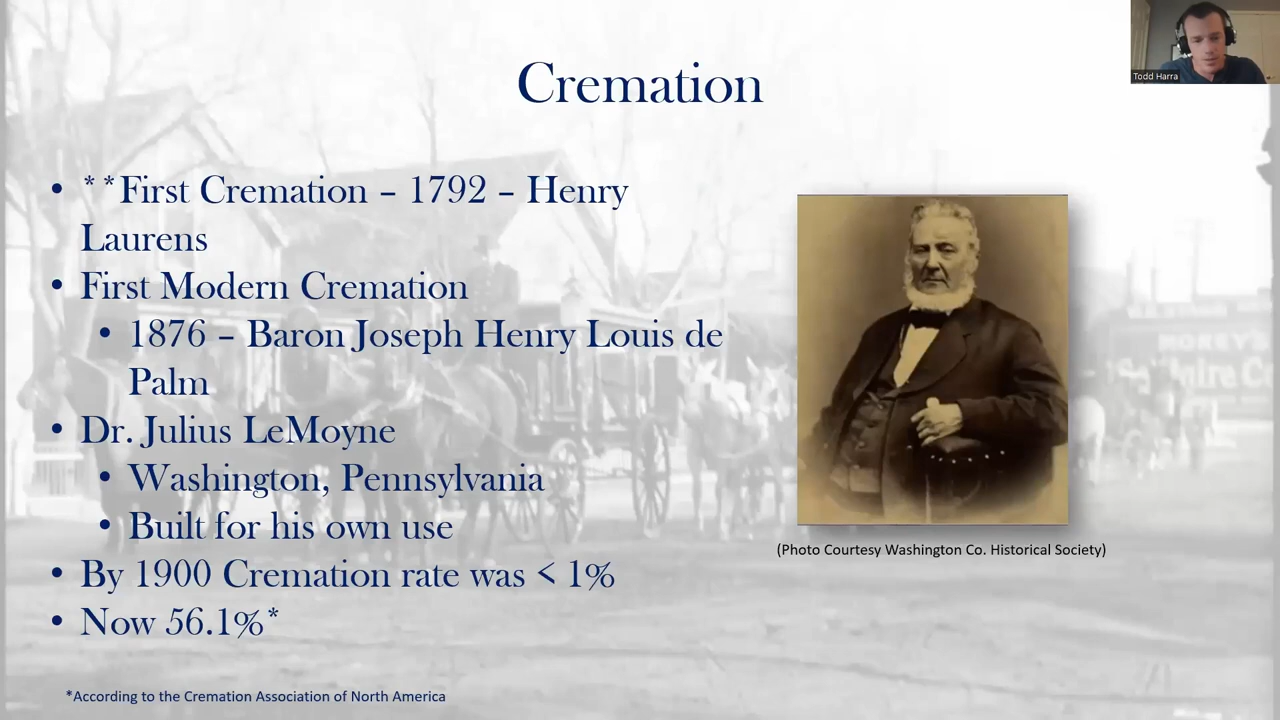 Todd Harra
Cremation
• **First Cremation – 1792 – Henry
Laurens
• First Modern Cremation
• 1876 – Baron Joseph Henry Louis de
Palm
• Dr. Julius LeMoyne
• Washington, Pennsylvania
• Built for his own use
• By 1900 Cremation rate was < 1%
• Now 56.1%*
(Photo Courtesy Washington Co. Historical Society)
*According to the Cremation Association of North America